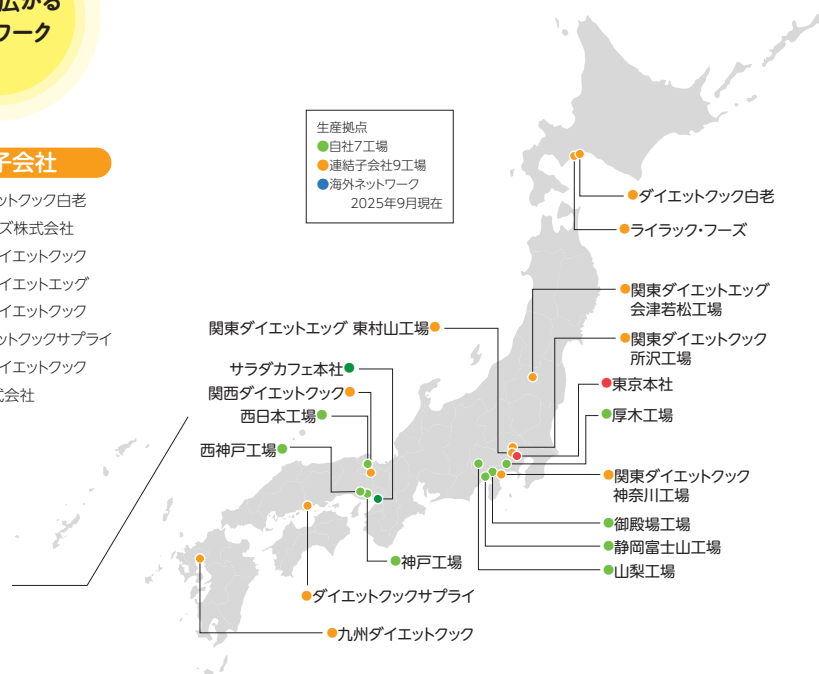 広がる
ワーク
子会社
ットクック白老
ズ株式会社
イエットクック
イエットエッグ
イエットクック
ットクックサプライ
イエットクック
式会社
生産拠点
●自社7工場
●連結子会社9工場
●海外ネットワーク
2025年9月現在
●ダイエットクック白老
●ライラック・フーズ
●関東ダイエットエッグ
会津若松工場
関東ダイエットエッグ 東村山工場●
●関東ダイエットクック
所沢工場
サラダカフェ本社●
●東京本社
関西ダイエットクック●
西日本工場●
●厚木工場
西神戸工場●
●関東ダイエットクック
神奈川工場
●御殿場工場
●静岡富士山工場
●神戸工場
●山梨工場
●ダイエットクックサプライ
●九州ダイエットクック